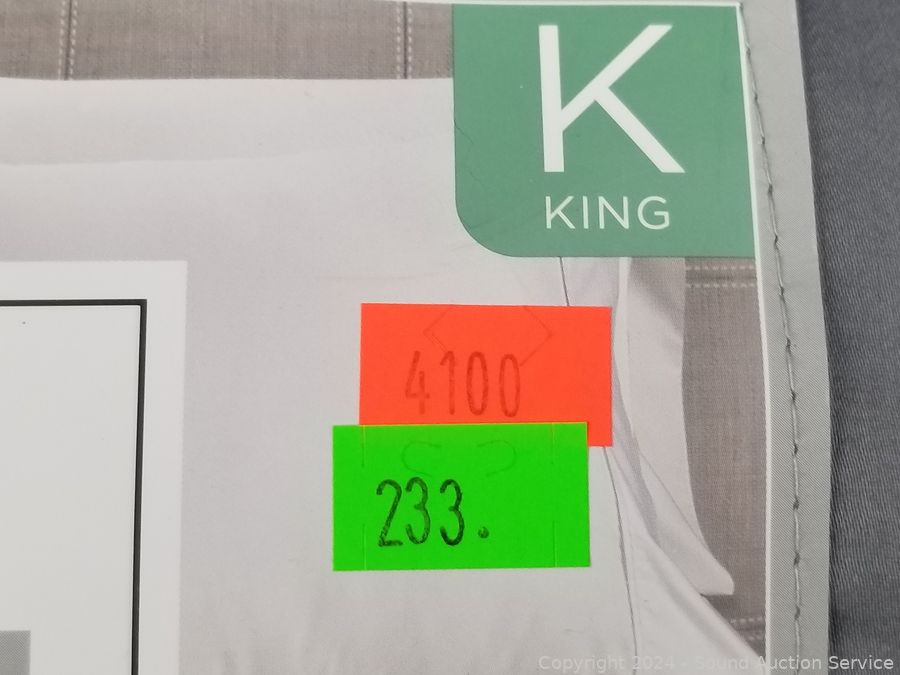 K
KING
4100
233.
Copyright 2024 - Sound Auction Service